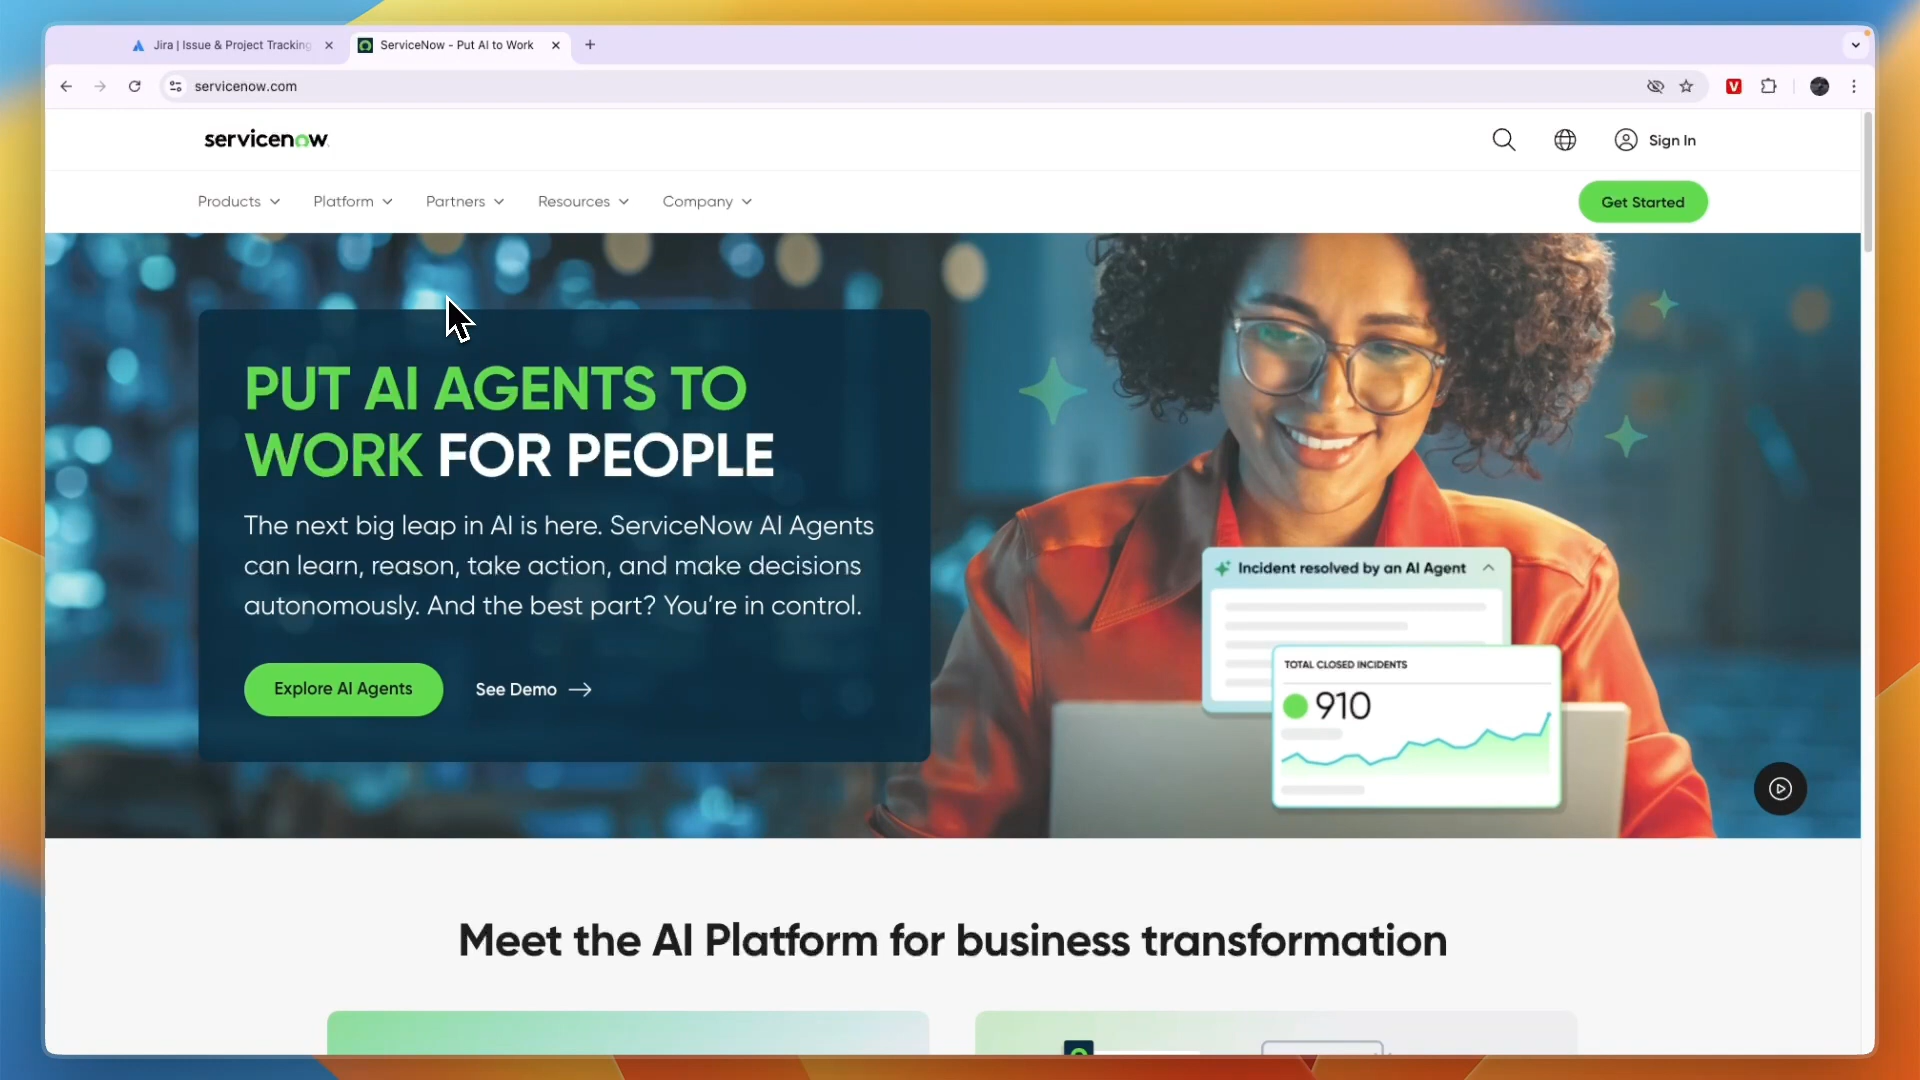 Jira | Issue & Project Tracking
ServiceNow - Put AI to Work
servicenow.com
servicenow
Sign In
Products
Platform
Partners
Resources
Company
Get Started
PUT AI AGENTS TO
WORK FOR PEOPLE
The next big leap in AI is here. ServiceNow AI Agents
can learn, reason, take action, and make decisions
autonomously. And the best part? You’re in control.
Explore AI Agents
See Demo
Incident resolved by an AI Agent
TOTAL CLOSED INCIDENTS
910
Meet the AI Platform for business transformation